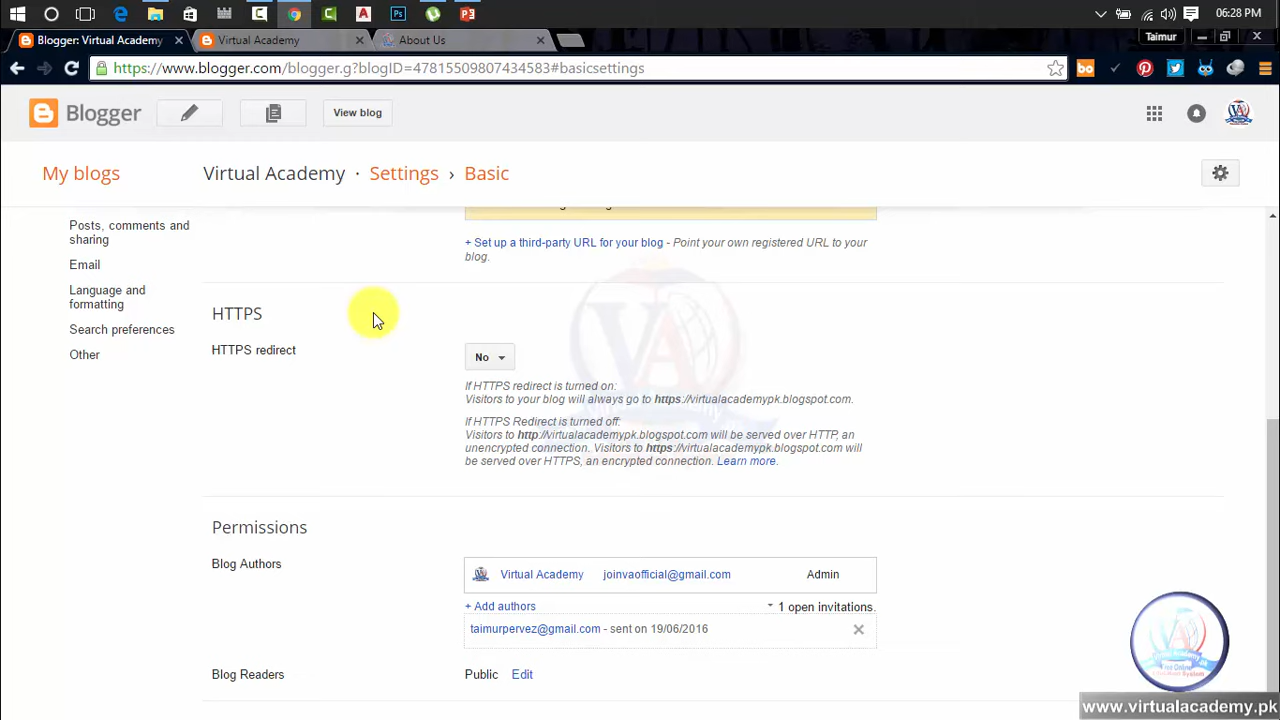 06:28 PM
Blogger: Virtual Academy
Virtual Academy
About Us
Taimur
https://www.blogger.com/blogger.g?blogID=47815509807434583#basicsettings
Blogger
View blog
My blogs
Virtual Academy · Settings › Basic
Posts, comments and
sharing
Email
Language and
formatting
Search preferences
Other
+ Set up a third-party URL for your blog - Point your own registered URL to your
blog.
HTTPS
HTTPS redirect
No
If HTTPS redirect is turned on:
Visitors to your blog will always go to https://virtualacademypk.blogspot.com.
If HTTPS Redirect is turned off:
Visitors to http://virtualacademypk.blogspot.com will be served over HTTP, an
unencrypted connection. Visitors to https://virtualacademypk.blogspot.com will
be served over HTTPS, an encrypted connection. Learn more.
Permissions
Blog Authors
Virtual Academy joinvaofficial@gmail.com Admin
+ Add authors
1 open invitations.
taimurpervez@gmail.com - sent on 19/06/2016
Blog Readers
Public Edit
www.virtualacademy.pk